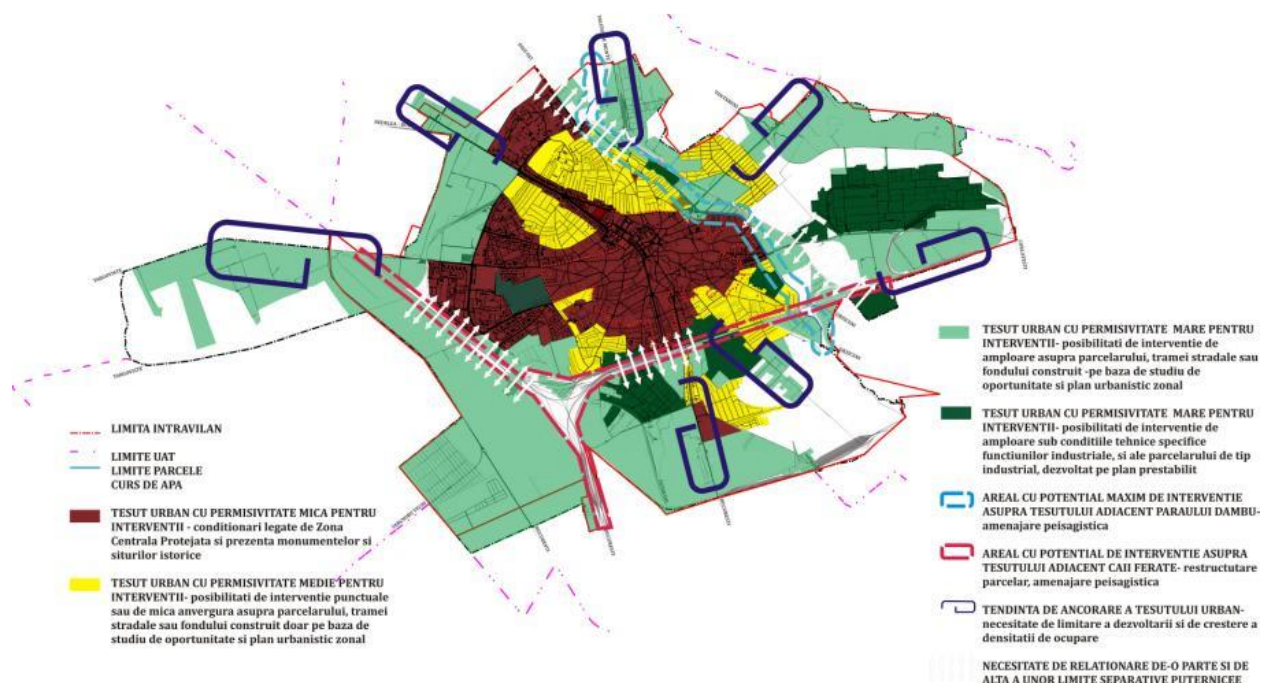 LIMITA INTRAVILAN
LIMITE UAT
LIMITE PARCELE
CURS DE APA
TESUT URBAN CU PERMISIVITATE MICA PENTRU
INTERVENTII - conditionari legate de Zona
Centrala Protejata si prezenta monumentelor si
siturilor istorice
TESUT URBAN CU PERMISIVITATE MEDIE PENTRU
INTERVENTII- posibilitati de interventie punctuale
sau de mica anvergura asupra parcelarului, tramei
stradale sau fondului construit doar pe baza de
studiu de oportunitate si plan urbanistic zonal
TESUT URBAN CU PERMISIVITATE MARE PENTRU
INTERVENTII- posibilitati de interventie de
amploare asupra parcelarului, tramei stradale sau
fondului construit -pe baza de studiu de
oportunitate si plan urbanistic zonal
TESUT URBAN CU PERMISIVITATE MARE PENTRU
INTERVENTII- posibilitati de interventie de
amploare sub conditiile tehnice specifice
functiunilor industriale, si ale parcelarului de tip
industrial, dezvoltat pe plan prestabilit
AREAL CU POTENTIAL MAXIM DE INTERVENTIE
ASUPRA TESUTULUI ADIACENT PARAULUI DAMBU-
amenajare peisagistica
AREAL CU POTENTIAL DE INTERVENTIE ASUPRA
TESUTULUI ADIACENT CAII FERATE- restructutare
parcelar, amenajare peisagistica
TENDINTA DE ANCORARE A TESUTULUI URBAN-
necesitate de limitare a dezvoltarii si de crestere a
densitatii de ocupare
NECESITATE DE RELATIONARE DE-O PARTE SI DE
ALTA A UNOR LIMITE SEPARATIVE PUTERNICEE